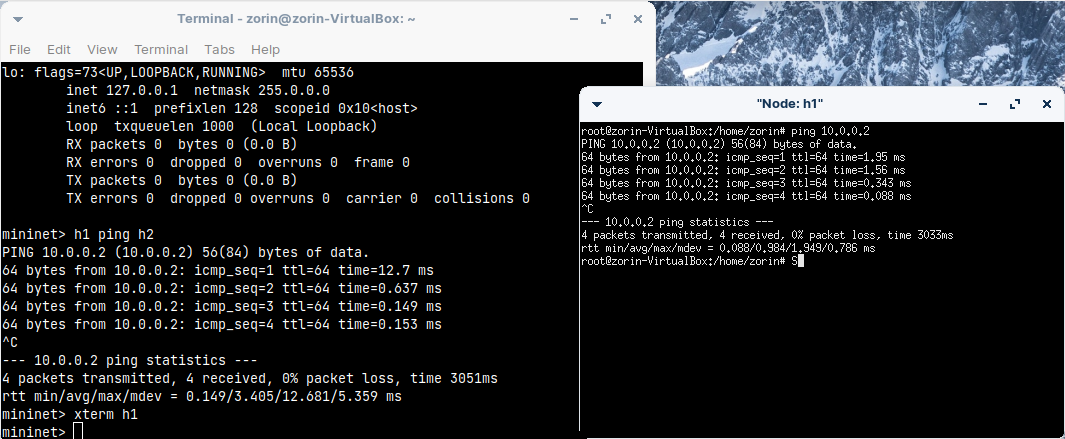 Terminal - zorin@zorin-VirtualBox: ~
File Edit View Terminal Tabs Help
lo: flags=73<UP,LOOPBACK,RUNNING>  mtu 65536
        inet 127.0.0.1  netmask 255.0.0.0
        inet6 ::1  prefixlen 128  scopeid 0x10<host>
        loop  txqueuelen 1000  (Local Loopback)
        RX packets 0  bytes 0 (0.0 B)
        RX errors 0  dropped 0  overruns 0  frame 0
        TX packets 0  bytes 0 (0.0 B)
        TX errors 0  dropped 0 overruns 0  carrier 0  collisions 0
mininet> h1 ping h2
PING 10.0.0.2 (10.0.0.2) 56(84) bytes of data.
64 bytes from 10.0.0.2: icmp_seq=1 ttl=64 time=12.7 ms
64 bytes from 10.0.0.2: icmp_seq=2 ttl=64 time=0.637 ms
64 bytes from 10.0.0.2: icmp_seq=3 ttl=64 time=0.149 ms
64 bytes from 10.0.0.2: icmp_seq=4 ttl=64 time=0.153 ms
^C
--- 10.0.0.2 ping statistics ---
4 packets transmitted, 4 received, 0% packet loss, time 3051ms
rtt min/avg/max/mdev = 0.149/3.405/12.681/5.359 ms
mininet> xterm h1
mininet>
"Node: h1"
root@zorin-VirtualBox:/home/zorin# ping 10.0.0.2
PING 10.0.0.2 (10.0.0.2) 56(84) bytes of data.
64 bytes from 10.0.0.2: icmp_seq=1 ttl=64 time=1.95 ms
64 bytes from 10.0.0.2: icmp_seq=2 ttl=64 time=1.56 ms
64 bytes from 10.0.0.2: icmp_seq=3 ttl=64 time=0.343 ms
64 bytes from 10.0.0.2: icmp_seq=4 ttl=64 time=0.088 ms
^C
--- 10.0.0.2 ping statistics ---
4 packets transmitted, 4 received, 0% packet loss, time 3033ms
rtt min/avg/max/mdev = 0.088/0.984/1.949/0.786 ms
root@zorin-VirtualBox:/home/zorin# S